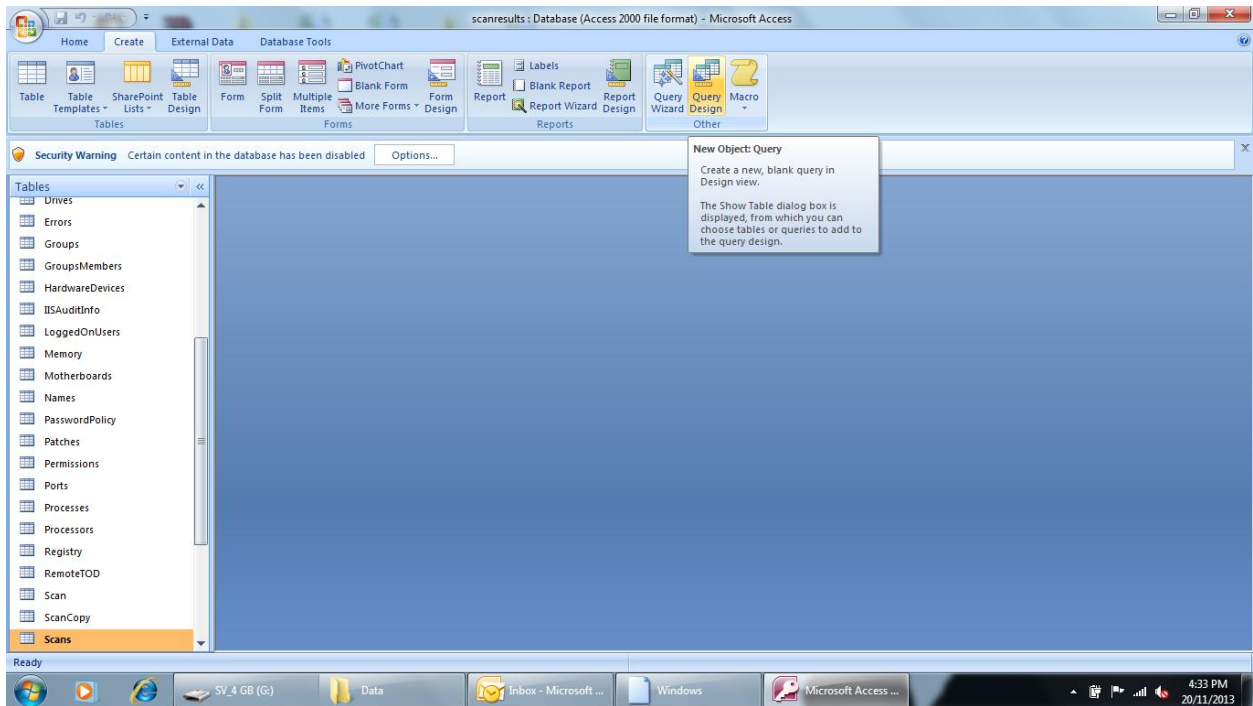 scanresults : Database (Access 2000 file format) - Microsoft Access
Home Create External Data Database Tools
Table
Table Templates
SharePoint Lists
Table Design
Tables
Form
Split Form
Multiple Items
PivotChart
Blank Form
More Forms
Form Design
Forms
Report
Labels
Blank Report
Report Wizard
Report Design
Reports
Query Wizard
Query Design
Macro
Other
Security Warning Certain content in the database has been disabled Options...
New Object: Query
Create a new, blank query in
Design view.
The Show Table dialog box is
displayed, from which you can
choose tables or queries to add to
the query design.
Tables
Drives
Errors
Groups
GroupsMembers
HardwareDevices
IISAuditInfo
LoggedOnUsers
Memory
Motherboards
Names
PasswordPolicy
Patches
Permissions
Ports
Processes
Processors
Registry
RemoteTOD
Scan
ScanCopy
Scans
Ready
SV_4 GB (G:) Data Inbox - Microsoft ... Windows Microsoft Access ...
4:33 PM
20/11/2013